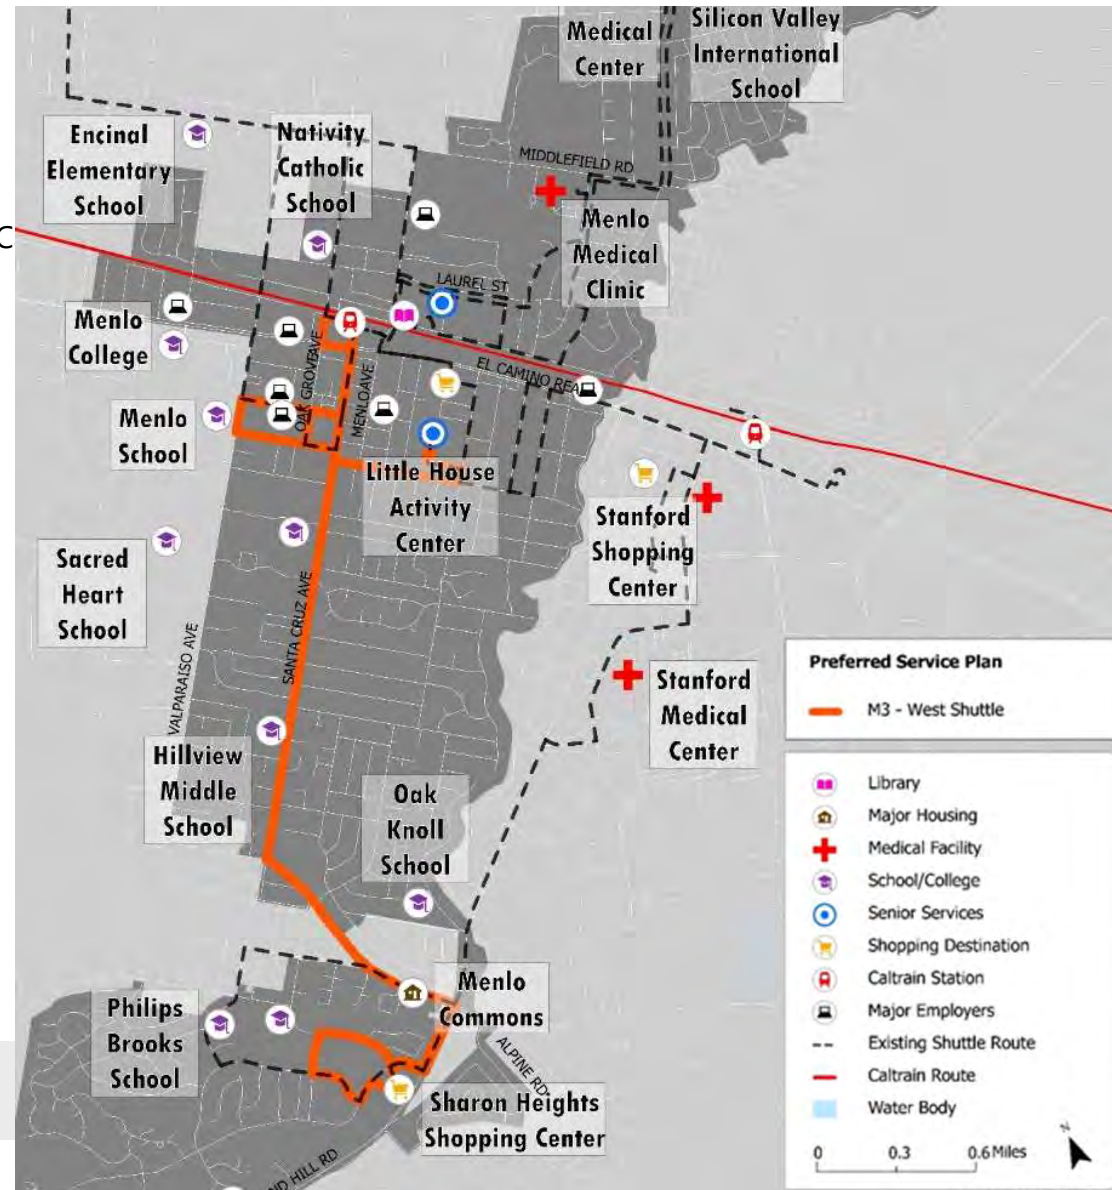 Medical
Center
Silicon Valley
International
School
Encinal
Elementary
School
Nativity
Catholic
School
MIDDLEFIELD RD
Menlo
Medical
Clinic
C
LAUREL ST
Menlo
College
OAK GROVE AVE
MENLO AVE
EL CAMINO REA
Menlo
School
Little House
Activity
Center
Stanford
Shopping
Center
Sacred
Heart
School
SANTA CRUZ AVE
VALPARAISO AVE
Stanford
Medical
Center
Hillview
Middle
School
Oak
Knoll
School
Menlo
Commons
Philips
Brooks
School
ALPINE RD
Sharon Heights
Shopping Center
ND HILL RD
Preferred Service Plan
M3 - West Shuttle
Library
Major Housing
Medical Facility
School/College
Senior Services
Shopping Destination
Caltrain Station
Major Employers
Existing Shuttle Route
Caltrain Route
Water Body
N
0 0.3 0.6 Miles